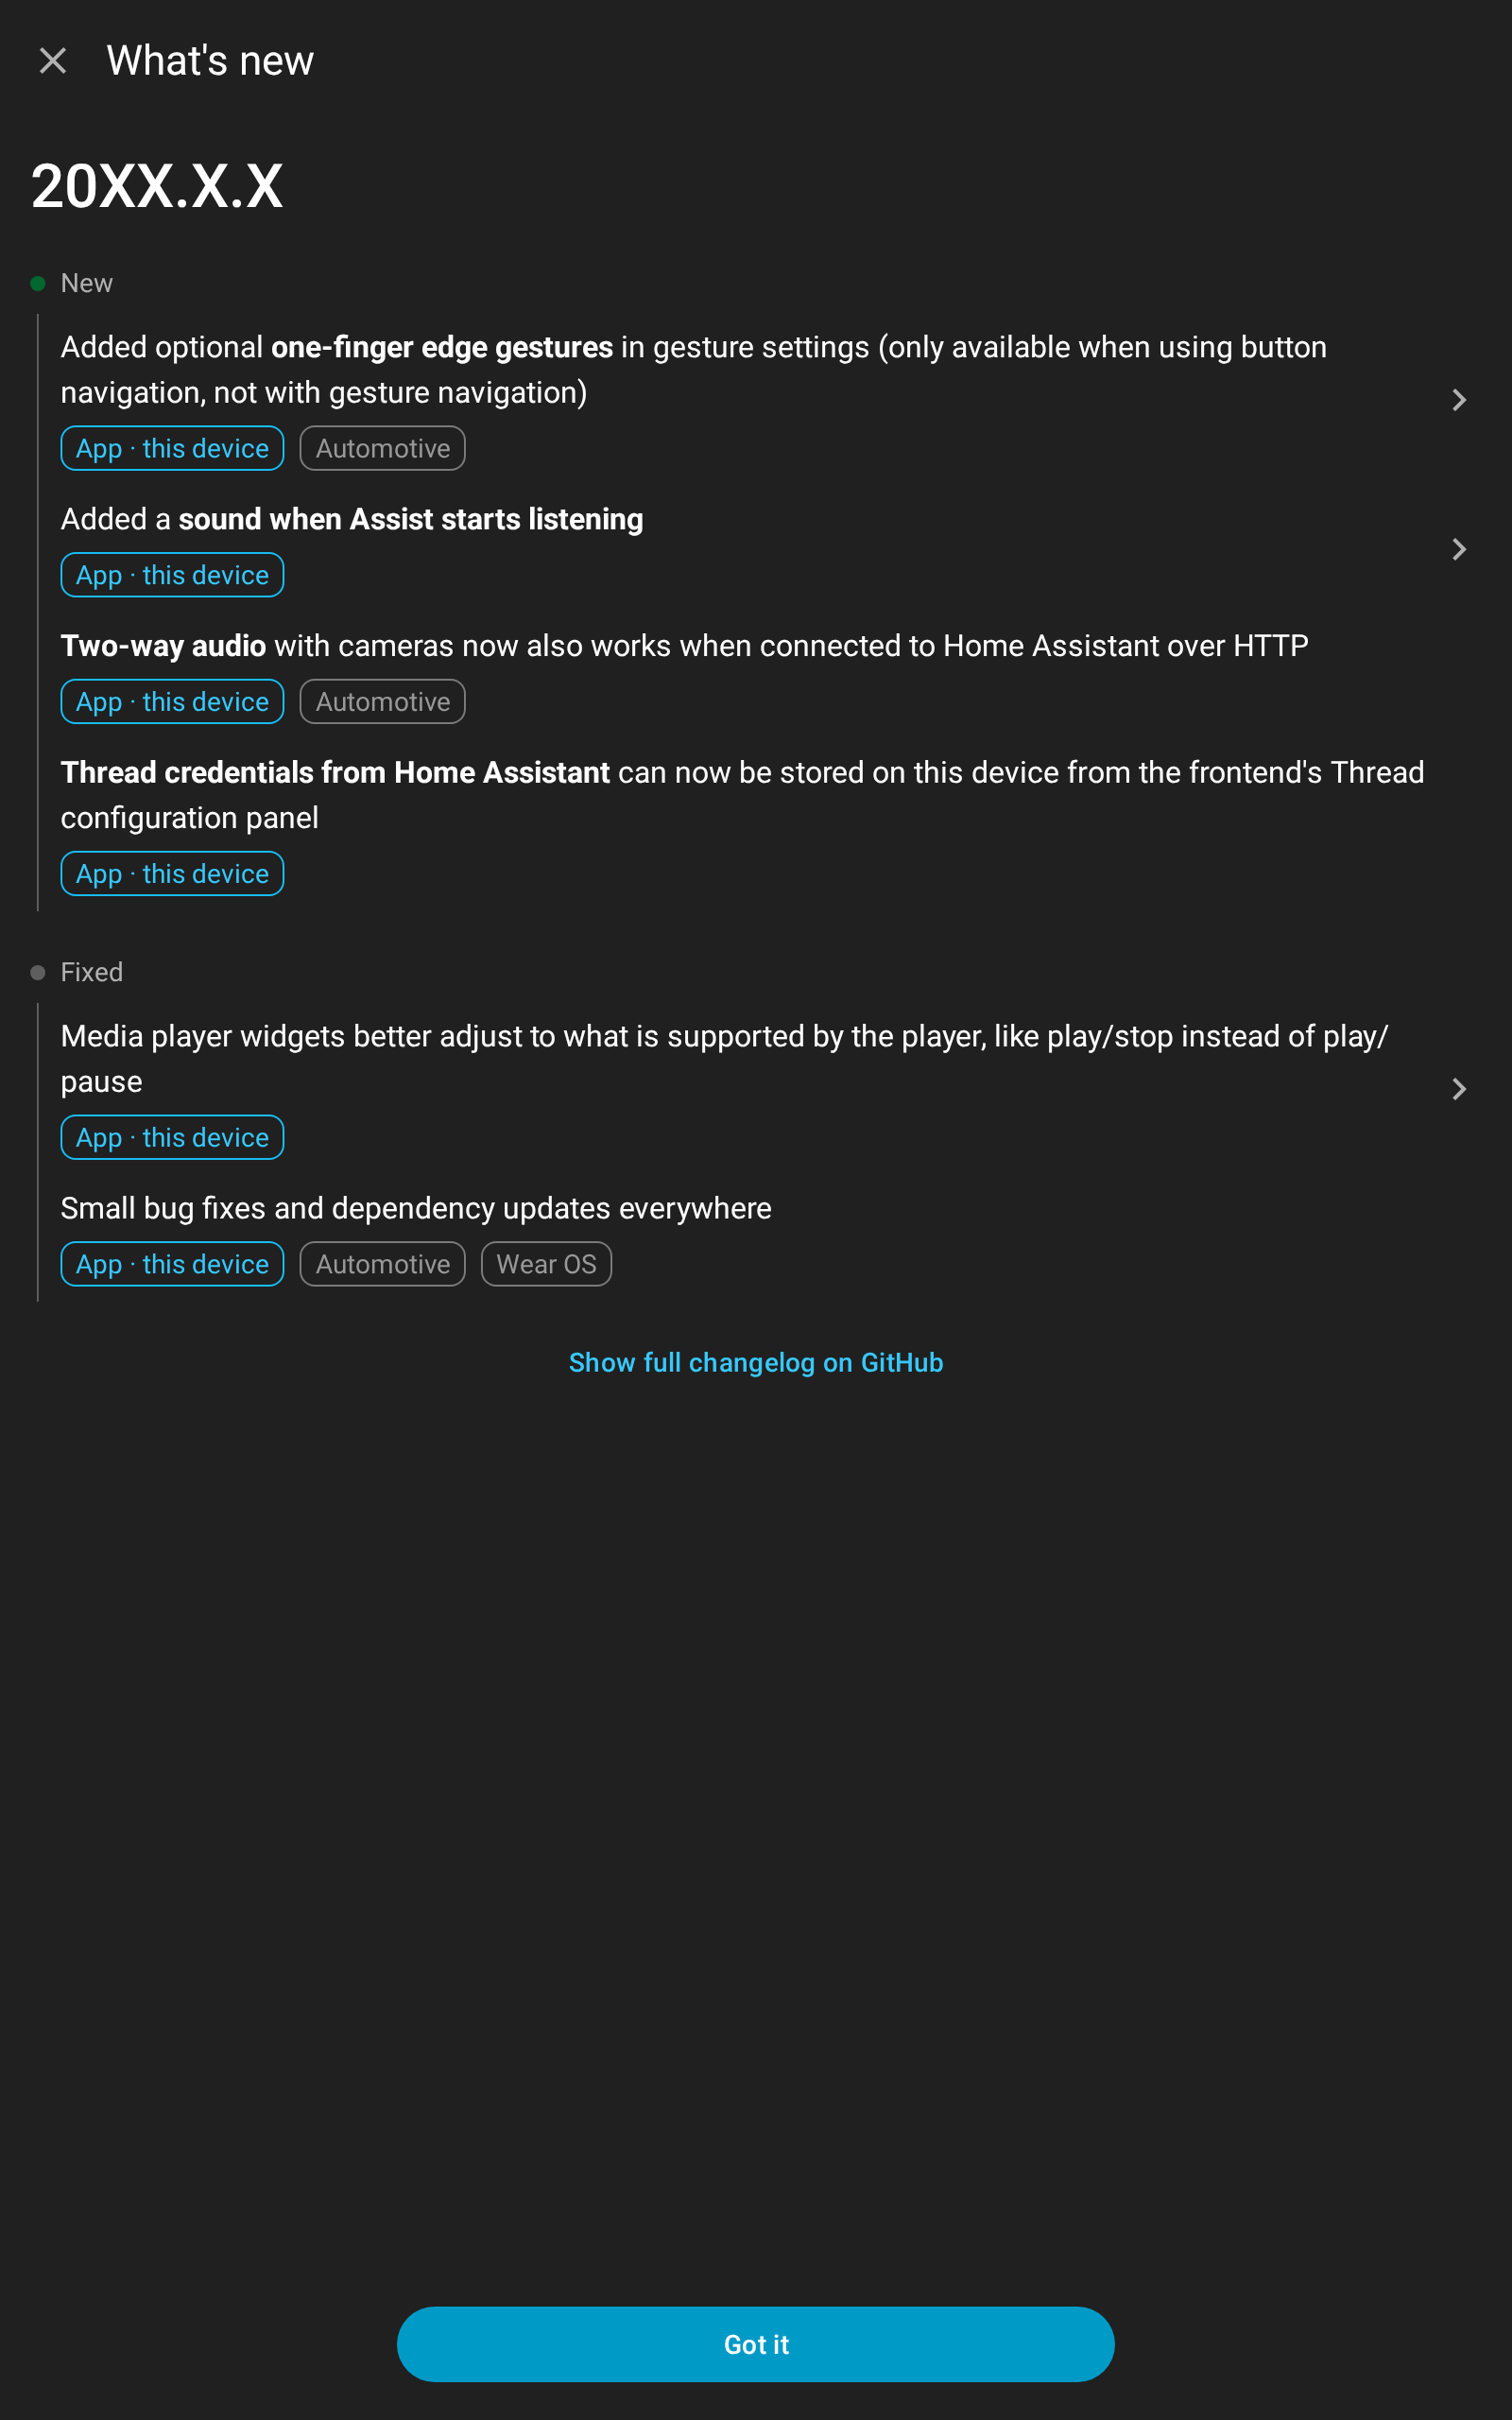 What's new
20XX.X.X
New
Added optional one-finger edge gestures in gesture settings (only available when using button
navigation, not with gesture navigation)
App · this device Automotive
Added a sound when Assist starts listening
App · this device
Two-way audio with cameras now also works when connected to Home Assistant over HTTP
App · this device Automotive
Thread credentials from Home Assistant can now be stored on this device from the frontend's Thread
configuration panel
App · this device
Fixed
Media player widgets better adjust to what is supported by the player, like play/stop instead of play/
pause
App · this device
Small bug fixes and dependency updates everywhere
App · this device Automotive Wear OS
Show full changelog on GitHub
Got it